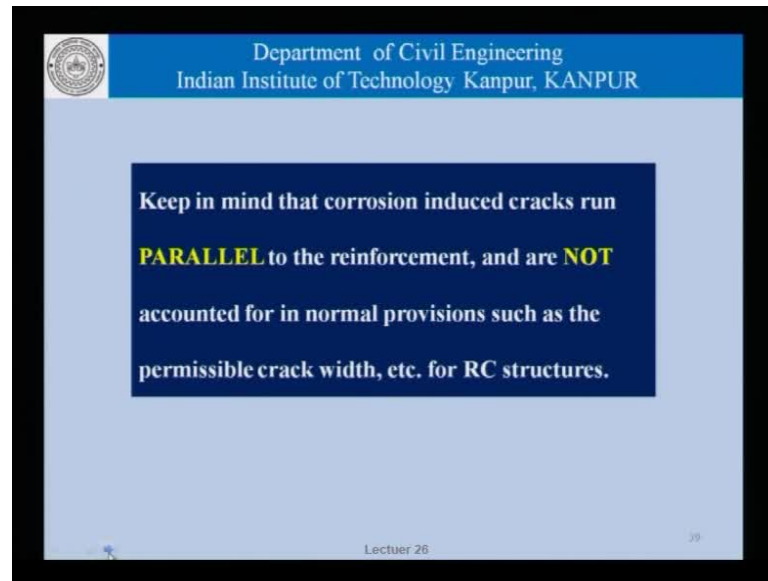 Department of Civil Engineering
Indian Institute of Technology Kanpur, KANPUR
Keep in mind that corrosion induced cracks run
PARALLEL to the reinforcement, and are NOT
accounted for in normal provisions such as the
permissible crack width, etc. for RC structures.
Lectuer 26
39